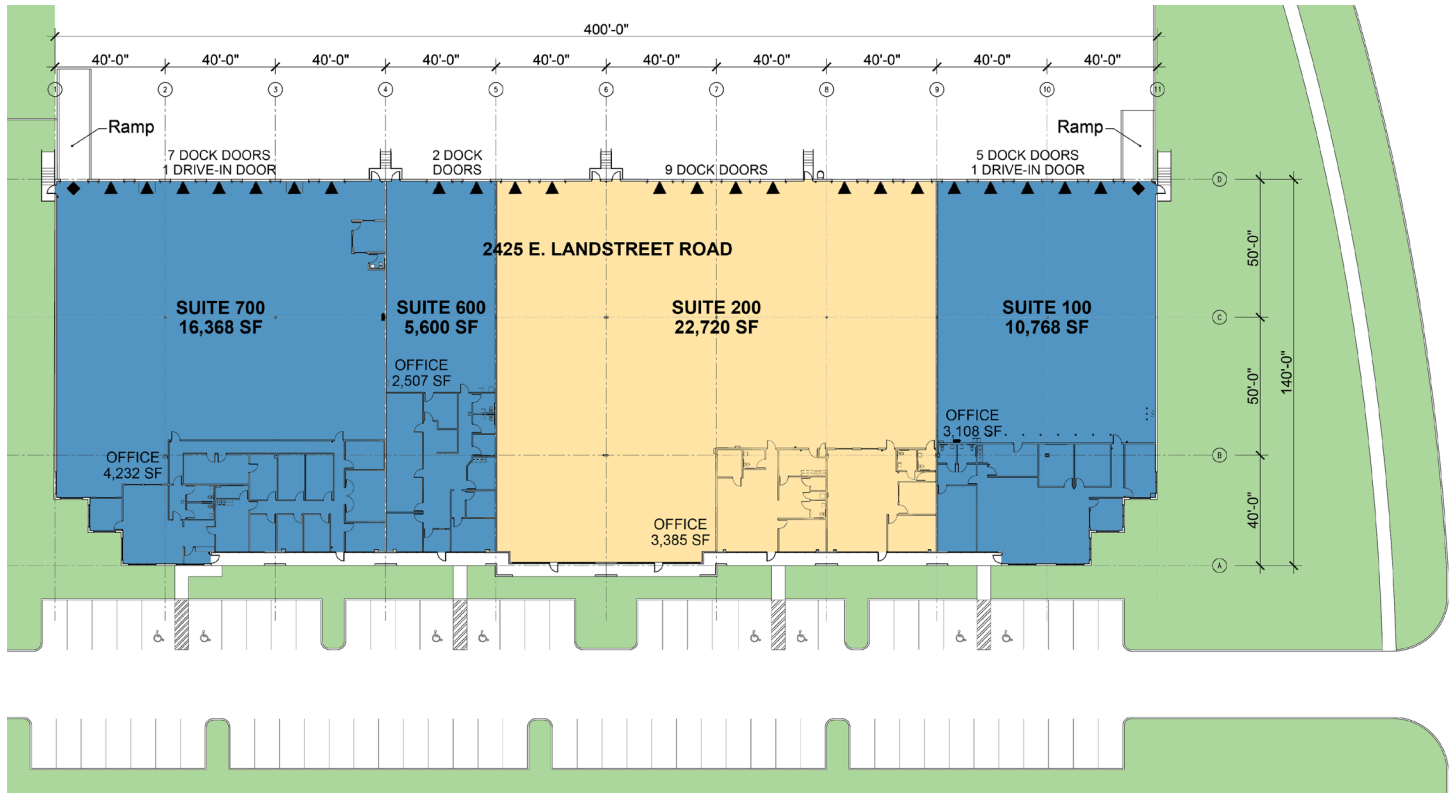 400'-0"
40'-0" 40'-0" 40'-0" 40'-0" 40'-0" 40'-0" 40'-0" 40'-0" 40'-0" 40'-0"
1 2 3 4 5 6 7 8 9 10 11
Ramp
Ramp
7 DOCK DOORS
1 DRIVE-IN DOOR
2 DOCK
DOORS
9 DOCK DOORS
5 DOCK DOORS
1 DRIVE-IN DOOR
D
2425 E. LANDSTREET ROAD
50'-0"
SUITE 700
16,368 SF
SUITE 600
5,600 SF
SUITE 200
22,720 SF
SUITE 100
10,768 SF
C
OFFICE
2,507 SF
50'-0"
140'-0"
OFFICE
3,108 SF
OFFICE
4,232 SF
B
OFFICE
3,385 SF
40'-0"
A